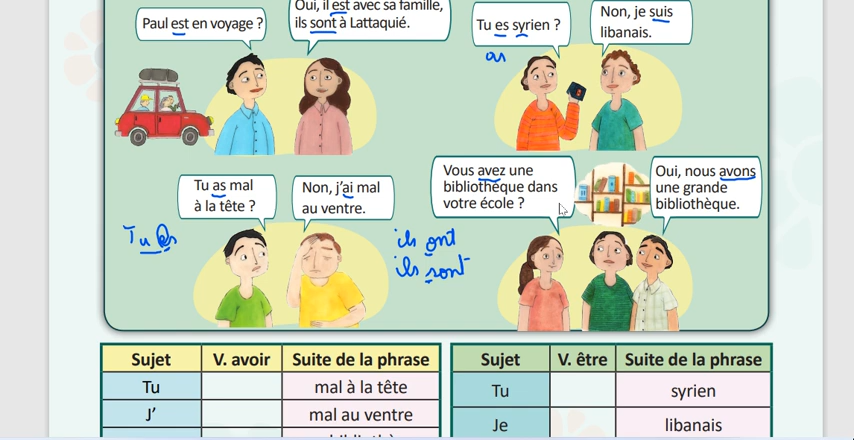 Paul est en voyage ?
Oui, il est avec sa famille,
ils sont à Lattaquié.
Tu es syrien ?
as
Non, je suis
libanais.
Tu as mal
à la tête ?
Non, j'ai mal
au ventre.
Vous avez une
bibliothèque dans
votre école ?
Oui, nous avons
une grande
bibliothèque.
ils ont
ils sont
Sujet V. avoir Suite de la phrase
Tu mal à la tête
J' mal au ventre
Sujet V. être Suite de la phrase
Tu syrien
Je libanais